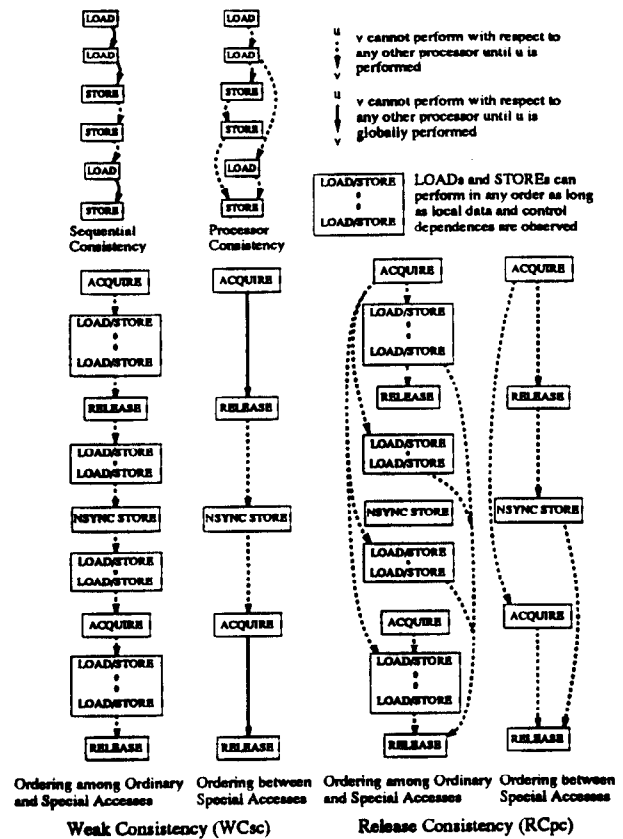 LOAD
LOAD
STORE
STORE
LOAD
STORE
Sequential
Consistency
LOAD
LOAD
STORE
STORE
LOAD
STORE
Processor
Consistency
u
v
v cannot perform with respect to
any other processor until u is
performed
u
v
v cannot perform with respect to
any other processor until u is
globally performed
LOAD/STORE
LOAD/STORE
LOADs and STOREs can
perform in any order as long
as local data and control
dependences are observed
ACQUIRE
LOAD/STORE
LOAD/STORE
RELEASE
LOAD/STORE
LOAD/STORE
NSYNC STORE
LOAD/STORE
LOAD/STORE
ACQUIRE
LOAD/STORE
LOAD/STORE
RELEASE
Ordering among Ordinary
and Special Accesses
ACQUIRE
RELEASE
NSYNC STORE
ACQUIRE
RELEASE
Ordering between
Special Accesses
Weak Consistency (WCsc)
ACQUIRE
LOAD/STORE
LOAD/STORE
RELEASE
LOAD/STORE
LOAD/STORE
NSYNC STORE
LOAD/STORE
LOAD/STORE
ACQUIRE
LOAD/STORE
LOAD/STORE
RELEASE
Ordering among Ordinary
and Special Accesses
ACQUIRE
RELEASE
NSYNC STORE
ACQUIRE
RELEASE
Ordering between
Special Accesses
Release Consistency (RCpc)